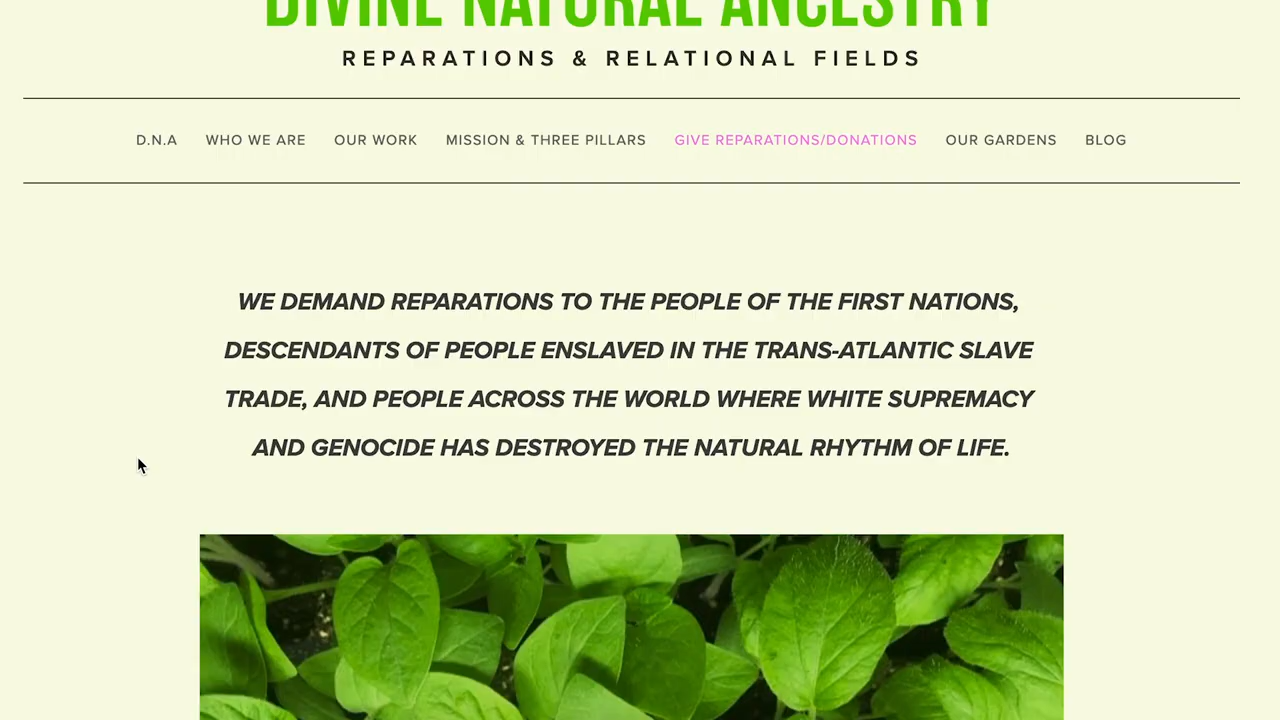 DIVINE NATURAL ANCESTRY
REPARATIONS & RELATIONAL FIELDS
D.N.A WHO WE ARE OUR WORK MISSION & THREE PILLARS GIVE REPARATIONS/DONATIONS OUR GARDENS BLOG
WE DEMAND REPARATIONS TO THE PEOPLE OF THE FIRST NATIONS,
DESCENDANTS OF PEOPLE ENSLAVED IN THE TRANS-ATLANTIC SLAVE
TRADE, AND PEOPLE ACROSS THE WORLD WHERE WHITE SUPREMACY
AND GENOCIDE HAS DESTROYED THE NATURAL RHYTHM OF LIFE.